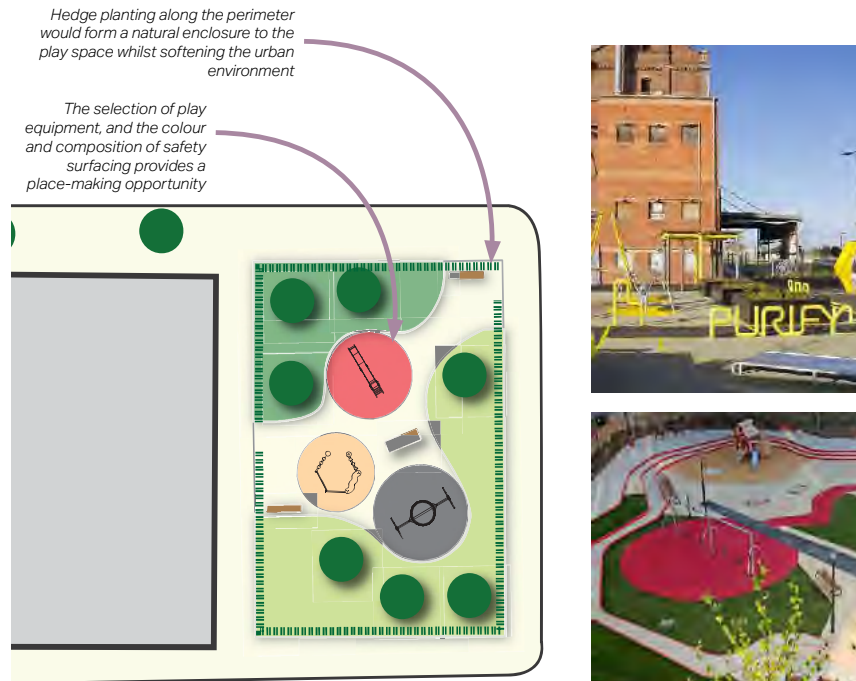 Hedge planting along the perimeter
would form a natural enclosure to the
play space whilst softening the urban
environment
The selection of play
equipment, and the colour
and composition of safety
surfacing provides a
place-making opportunity
PURIFY